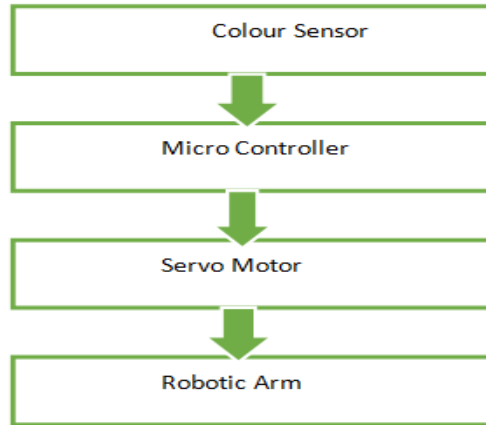 Colour Sensor
Micro Controller
Servo Motor
Robotic Arm